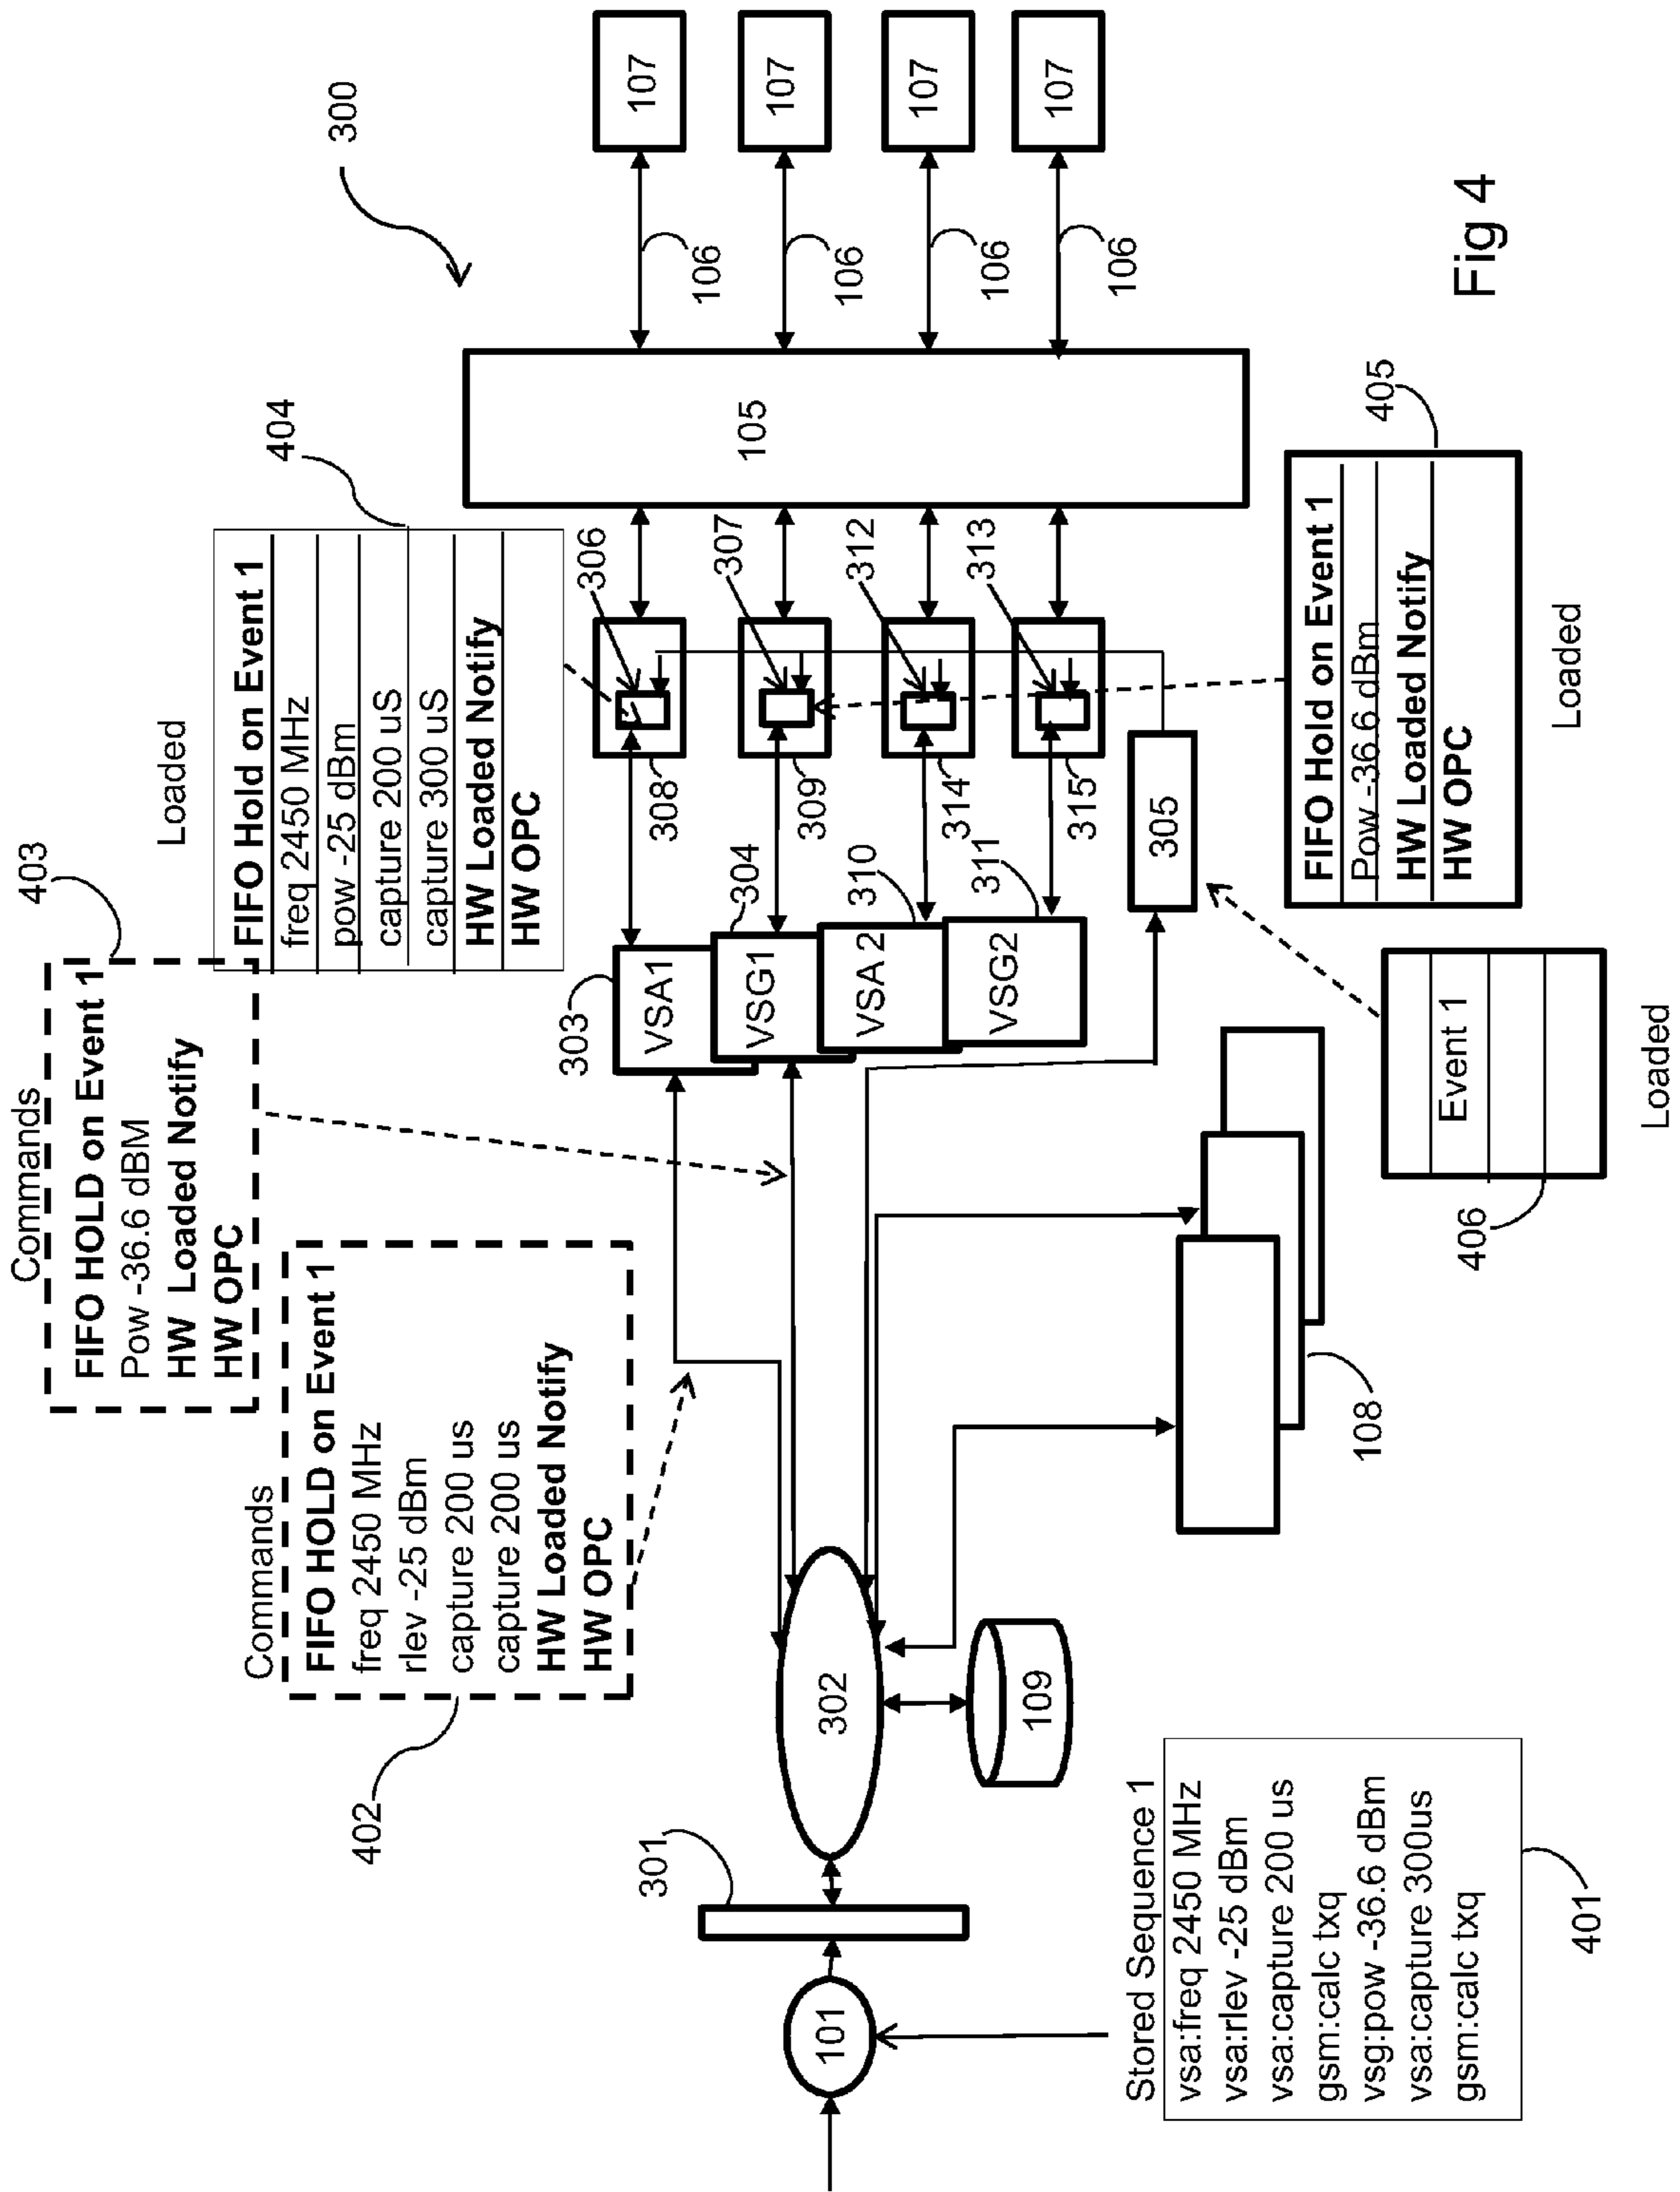 Commands
403
FIFO HOLD on Event 1
Pow -36.6 dBM
HW Loaded Notify
HW OPC
Commands
402
FIFO HOLD on Event 1
freq 2450 MHz
rlev -25 dBm
capture 200 us
capture 200 us
HW Loaded Notify
HW OPC
Loaded
404
FIFO Hold on Event 1
freq 2450 MHz
pow -25 dBm
capture 200 uS
capture 300 uS
HW Loaded Notify
HW OPC
300
301
101
302
109
108
303
VSA1
304
VSG1
310
VSA 2
311
VSG2
306
308
307
309
312
314
313
315
305
105
106
106
106
106
107
107
107
107
Stored Sequence 1
vsa:freq 2450 MHz
vsa:rlev -25 dBm
vsa:capture 200 us
gsm:calc txq
vsg:pow -36.6 dBm
vsa:capture 300us
gsm:calc txq
401
406
Event 1
Loaded
405
FIFO Hold on Event 1
Pow -36.6 dBm
HW Loaded Notify
HW OPC
Loaded
Fig 4